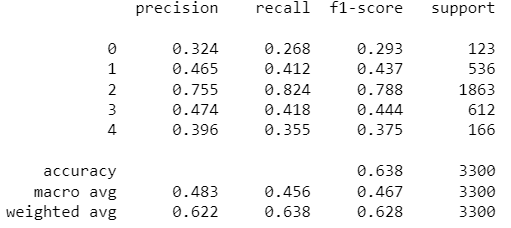 precision recall f1-score support
0 0.324 0.268 0.293 123
1 0.465 0.412 0.437 536
2 0.755 0.824 0.788 1863
3 0.474 0.418 0.444 612
4 0.396 0.355 0.375 166
accuracy 0.638 3300
macro avg 0.483 0.456 0.467 3300
weighted avg 0.622 0.638 0.628 3300